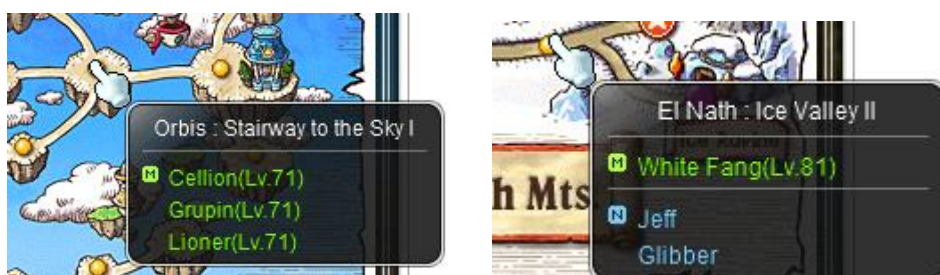 Orbis : Stairway to the Sky I
M Cellion(Lv.71)
Grupin(Lv.71)
Lioner(Lv.71)
h Mts
El Nath : Ice Valley II
M White Fang(Lv.81)
N Jeff
Glibber